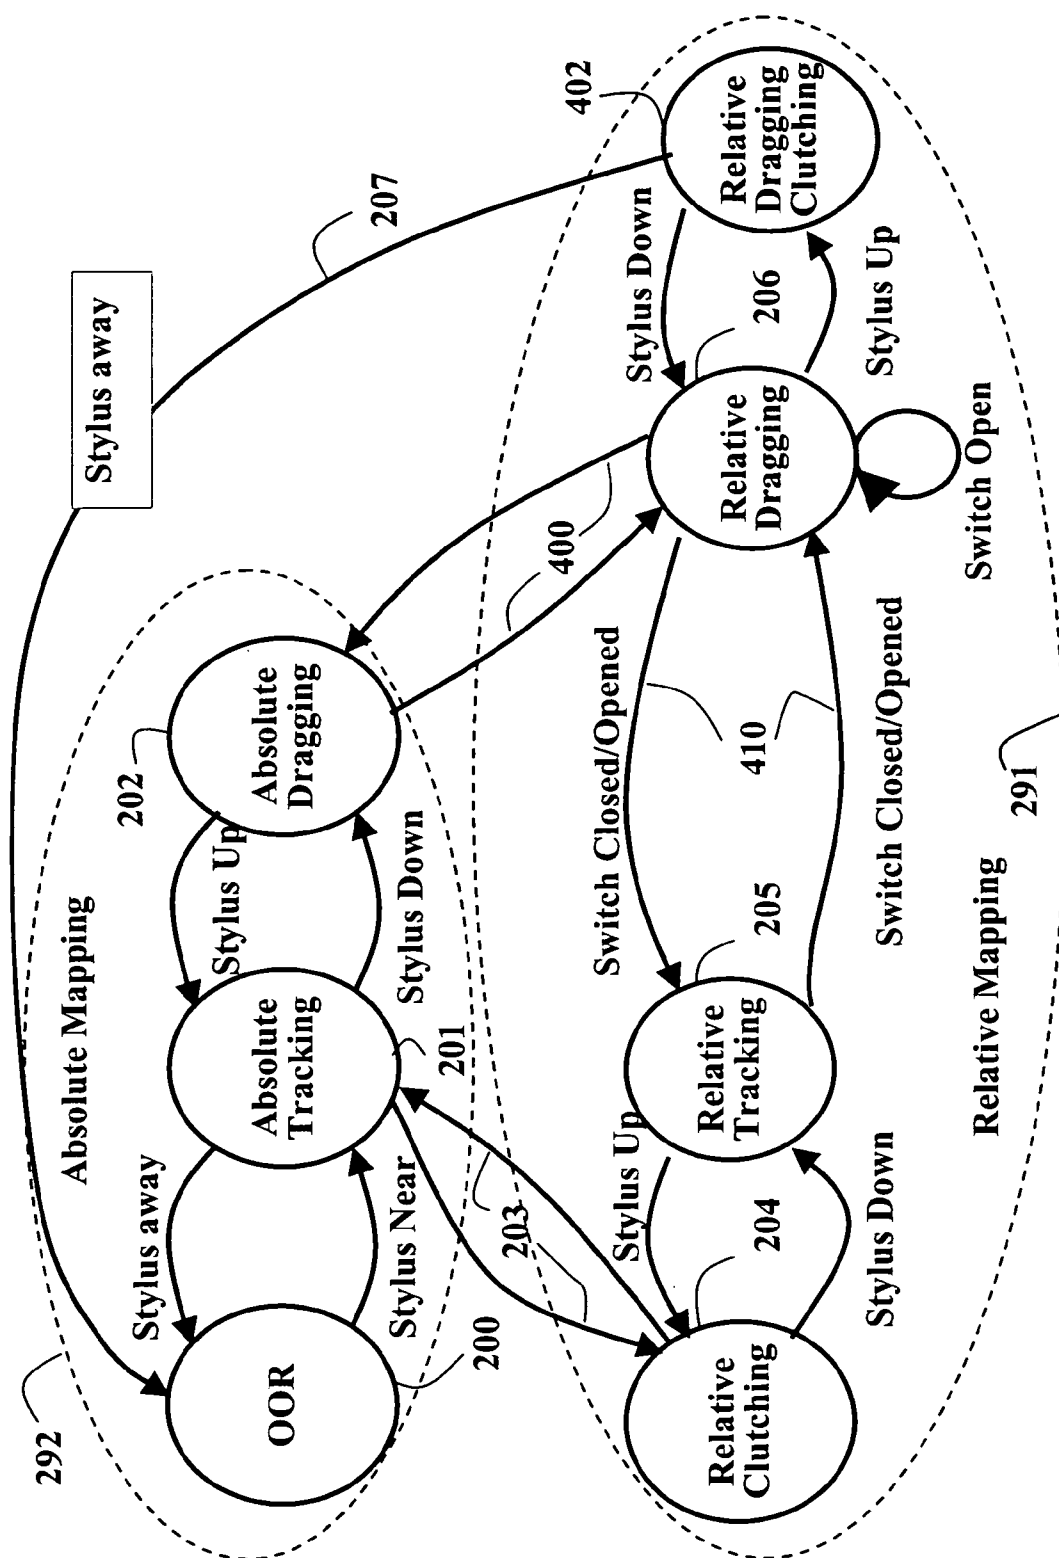 292
Absolute Mapping
Stylus away
207
OOR
200
Stylus away
Stylus Near
Absolute
Tracking
201
Stylus Up
Stylus Down
Absolute
Dragging
202
203
400
402
Relative
Clutching
204
Stylus Up
Stylus Down
Relative
Tracking
205
Switch Closed/Opened
410
Switch Closed/Opened
Relative
Dragging
206
Switch Open
Stylus Down
Stylus Up
Relative
Dragging
Clutching
Relative Mapping
291